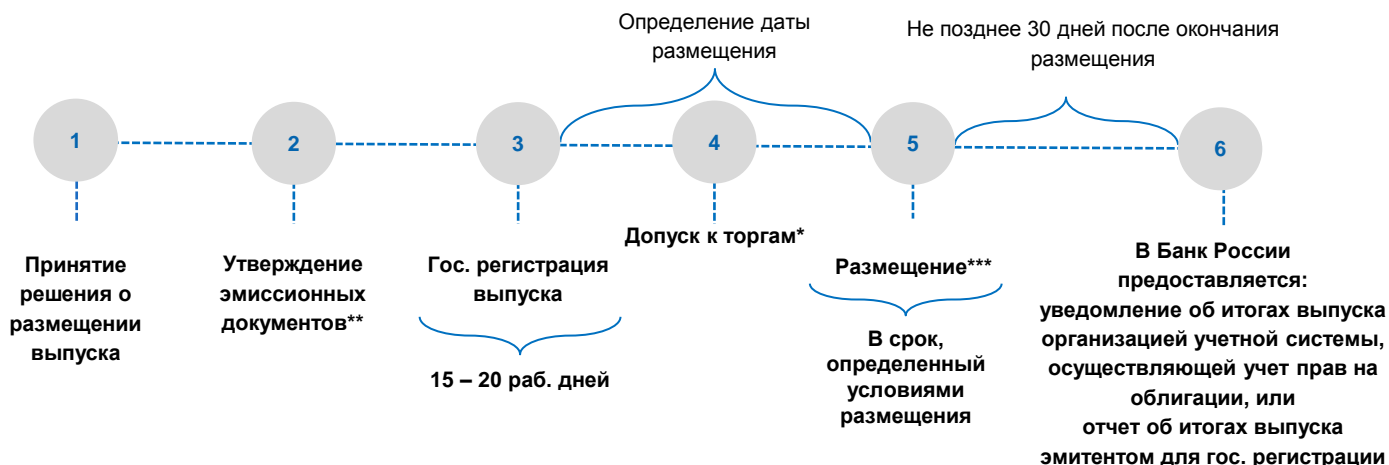 Определение даты
размещения
Не позднее 30 дней после окончания
размещения
1
2
3
4
5
6
Принятие
решения о
размещении
выпуска
Утверждение
эмиссионных
документов**
Гос. регистрация
выпуска
15 – 20 раб. дней
Допуск к торгам*
Размещение***
В срок,
определенный
условиями
размещения
В Банк России
предоставляется:
уведомление об итогах выпуска
организацией учетной системы,
осуществляющей учет прав на
облигации, или
отчет об итогах выпуска
эмитентом для гос. регистрации